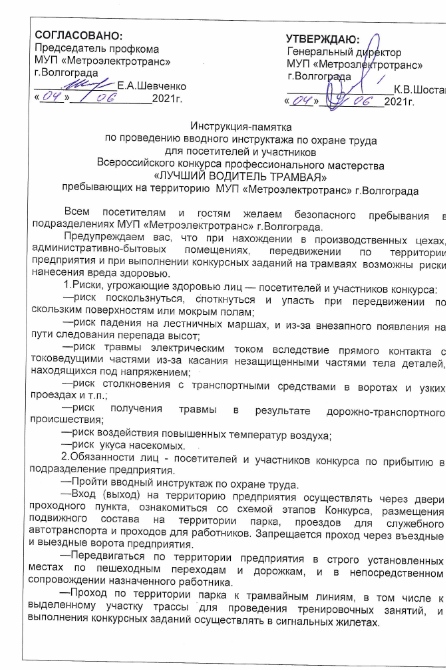 СОГЛАСОВАНО:
Председатель профкома
МУП «Метроэлектротранс»
г.Волгограда
Е.А.Шевченко
«04» 06 2021г.
УТВЕРЖДАЮ:
Генеральный директор
МУП «Метроэлектротранс»
г.Волгограда
К.В.Шостак
«04» 06 2021г.
Инструкция-памятка
по проведению вводного инструктажа по охране труда
для посетителей и участников
Всероссийского конкурса профессионального мастерства
«ЛУЧШИЙ ВОДИТЕЛЬ ТРАМВАЯ»
пребывающих на территорию МУП «Метроэлектротранс» г.Волгограда
Всем посетителям и гостям желаем безопасного пребывания в
подразделениях МУП «Метроэлектротранс» г.Волгограда.
Предупреждаем вас, что при нахождении в производственных цехах,
административно-бытовых помещениях, передвижении по территории
предприятия и при выполнении конкурсных заданий на трамваях возможны риски
нанесения вреда здоровью.
1.Риски, угрожающие здоровью лиц — посетителей и участников конкурса:
—риск поскользнуться, споткнуться и упасть при передвижении по
скользким поверхностям или мокрым полам;
—риск падения на лестничных маршах, и из-за внезапного появления на
пути следования перепада высот;
—риск травмы электрическим током вследствие прямого контакта с
токоведущими частями из-за касания незащищенными частями тела деталей,
находящихся под напряжением;
—риск столкновения с транспортными средствами в воротах и узких
проездах и т.п.;
—риск получения травмы в результате дорожно-транспортного
происшествия;
—риск воздействия повышенных температур воздуха;
—риск укуса насекомых.
2.Обязанности лиц - посетителей и участников конкурса по прибытию в
подразделение предприятия.
—Пройти вводный инструктаж по охране труда.
—Вход (выход) на территорию предприятия осуществлять через двери
проходного пункта, ознакомиться со схемой этапов Конкурса, размещения
подвижного состава на территории парка, проездов для служебного
автотранспорта и проходов для работников. Запрещается проход через въездные
и выездные ворота предприятия.
—Передвигаться по территории предприятия в строго установленных
местах по пешеходным переходам и дорожкам, и в непосредственном
сопровождении назначенного работника.
—Проход по территории парка к трамвайным линиям, в том числе к
выделенному участку трассы для проведения тренировочных занятий, и
выполнения конкурсных заданий осуществлять в сигнальных жилетах.